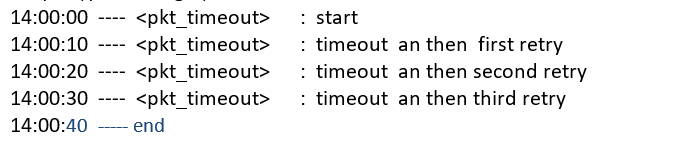 14:00:00 ---- <pkt_timeout> : start
14:00:10 ---- <pkt_timeout> : timeout an then first retry
14:00:20 ---- <pkt_timeout> : timeout an then second retry
14:00:30 ---- <pkt_timeout> : timeout an then third retry
14:00:40 ----- end